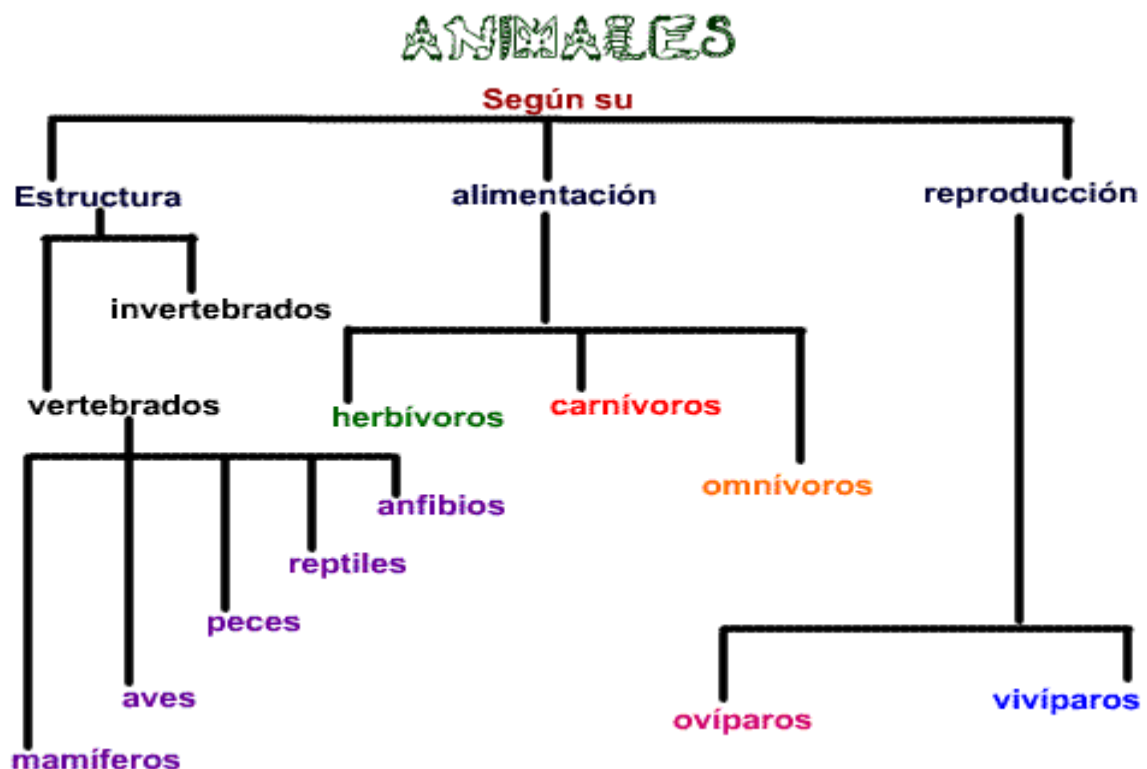 ANIMALES
Según su
Estructura
alimentación
reproducción
invertebrados
vertebrados
herbívoros
carnívoros
omnívoros
anfibios
reptiles
peces
aves
mamíferos
ovíparos
vivíparos